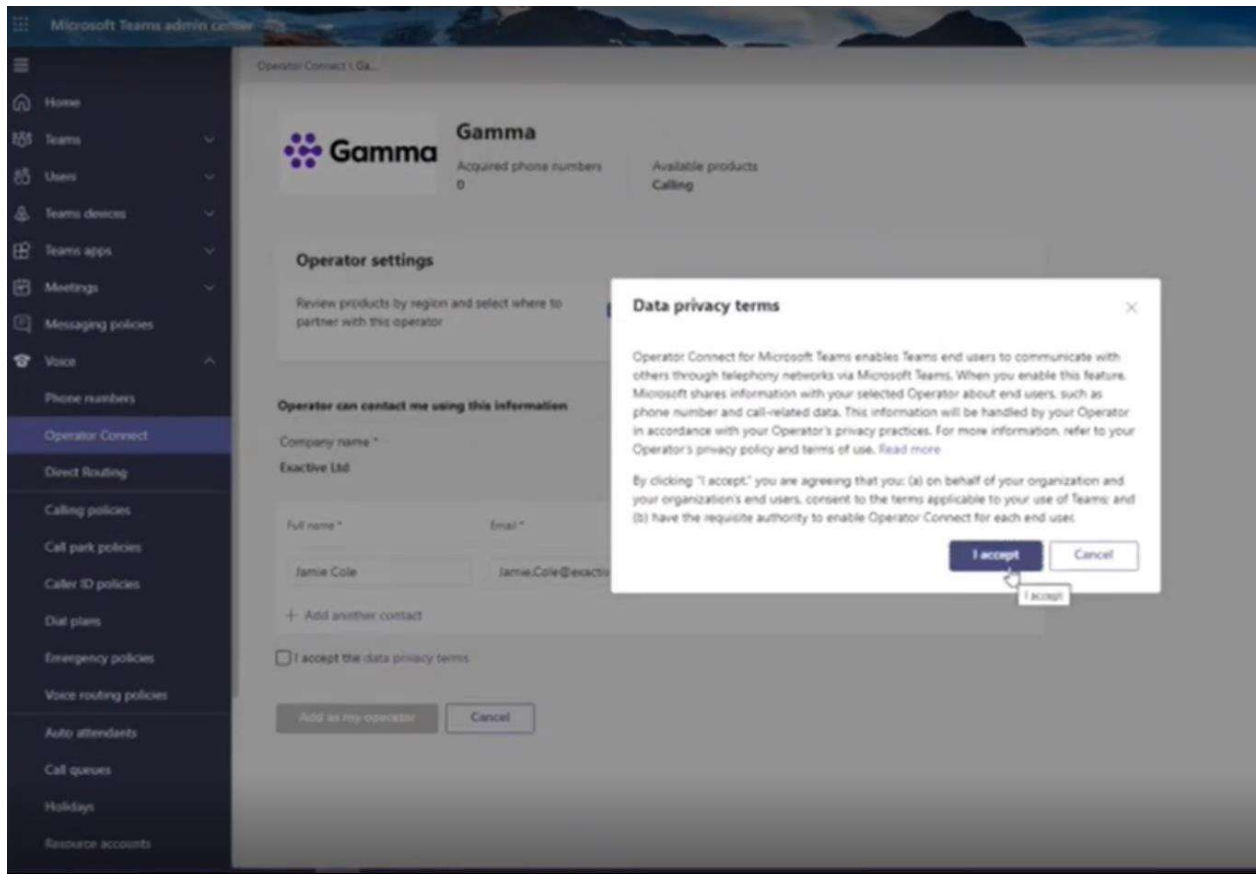 Microsoft Teams admin center
Operator Connect \ Ga...
Home
Teams
Users
Teams devices
Teams apps
Meetings
Messaging policies
Voice
Phone numbers
Operator Connect
Direct Routing
Calling policies
Call park policies
Caller ID policies
Dial plans
Emergency policies
Voice routing policies
Auto attendants
Call queues
Holidays
Resource accounts
Gamma
Gamma
Acquired phone numbers
0
Available products
Calling
Operator settings
Review products by region and select where to
partner with this operator
Operator can contact me using this information
Company name *
Exactive Ltd
Full name *
Email *
Jamie Cole
Jamie.Cole@exactiv
+ Add another contact
I accept the data privacy terms
Add as my operator
Cancel
Data privacy terms
Operator Connect for Microsoft Teams enables Teams end users to communicate with
others through telephony networks via Microsoft Teams. When you enable this feature,
Microsoft shares information with your selected Operator about end users, such as
phone number and call-related data. This information will be handled by your Operator
in accordance with your Operator's privacy practices. For more information, refer to your
Operator's privacy policy and terms of use. Read more
By clicking "I accept," you are agreeing that you: (a) on behalf of your organization and
your organization's end users, consent to the terms applicable to your use of Teams; and
(b) have the requisite authority to enable Operator Connect for each end user.
I accept
Cancel
I accept